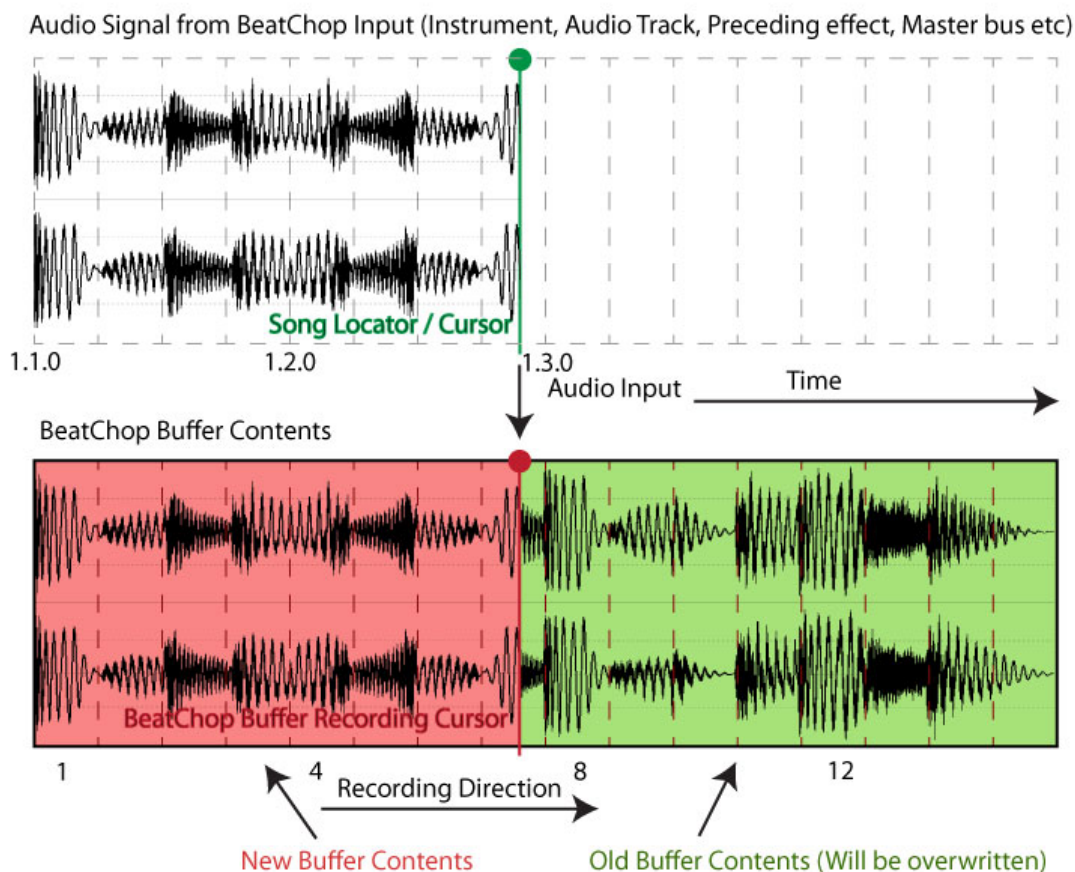 Audio Signal from BeatChop Input (Instrument, Audio Track, Preceding effect, Master bus etc)
Song Locator / Cursor
1.1.0 1.2.0 1.3.0
Audio Input Time
BeatChop Buffer Contents
BeatChop Buffer Recording Cursor
1 4 8 12
Recording Direction
New Buffer Contents Old Buffer Contents (Will be overwritten)